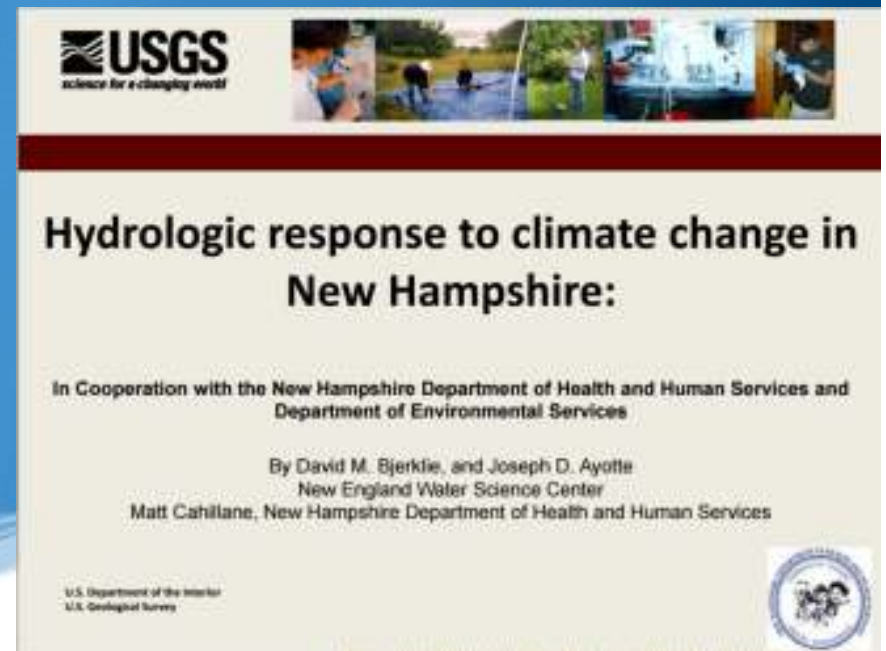 USGS
science for a changing world
Hydrologic response to climate change in
New Hampshire:
In Cooperation with the New Hampshire Department of Health and Human Services and
Department of Environmental Services
By David M. Bjerklie, and Joseph D. Ayotte
New England Water Science Center
Matt Cahillane, New Hampshire Department of Health and Human Services
U.S. Department of the Interior
U.S. Geological Survey